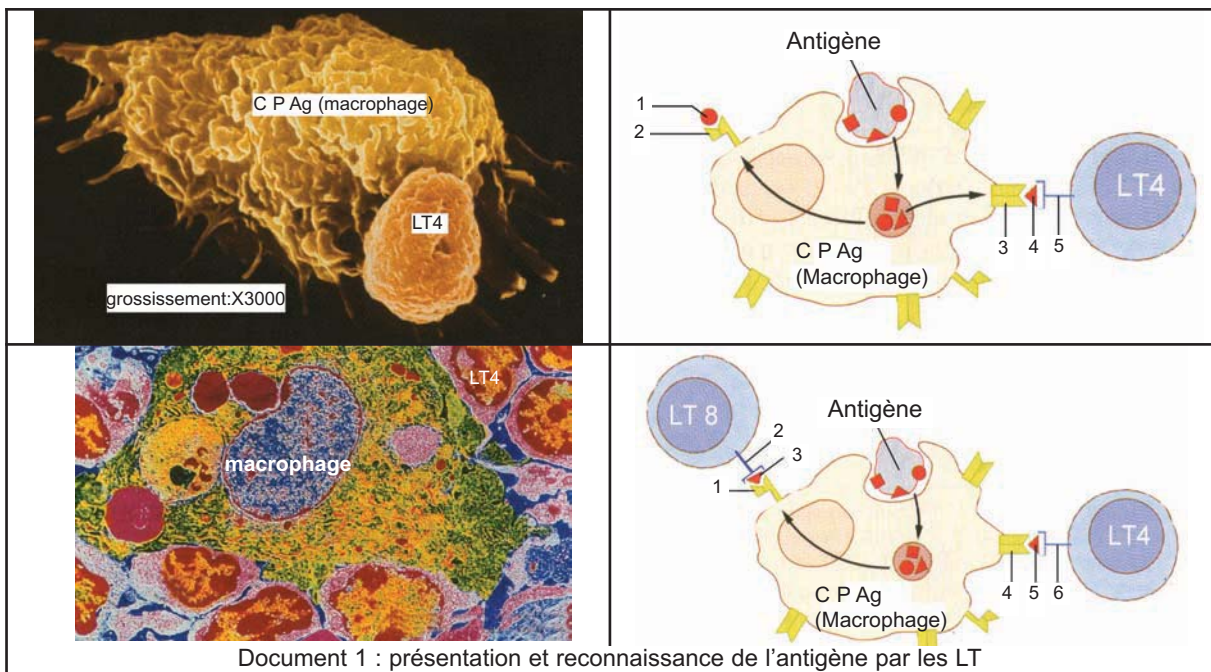 C P Ag (macrophage)
LT4
grossissement:X3000
Antigène
1
2
LT4
3
4
5
C P Ag
(Macrophage)
LT4
macrophage
LT 8
Antigène
2
3
1
LT4
4
5
6
C P Ag
(Macrophage)
Document 1 : présentation et reconnaissance de l'antigène par les LT